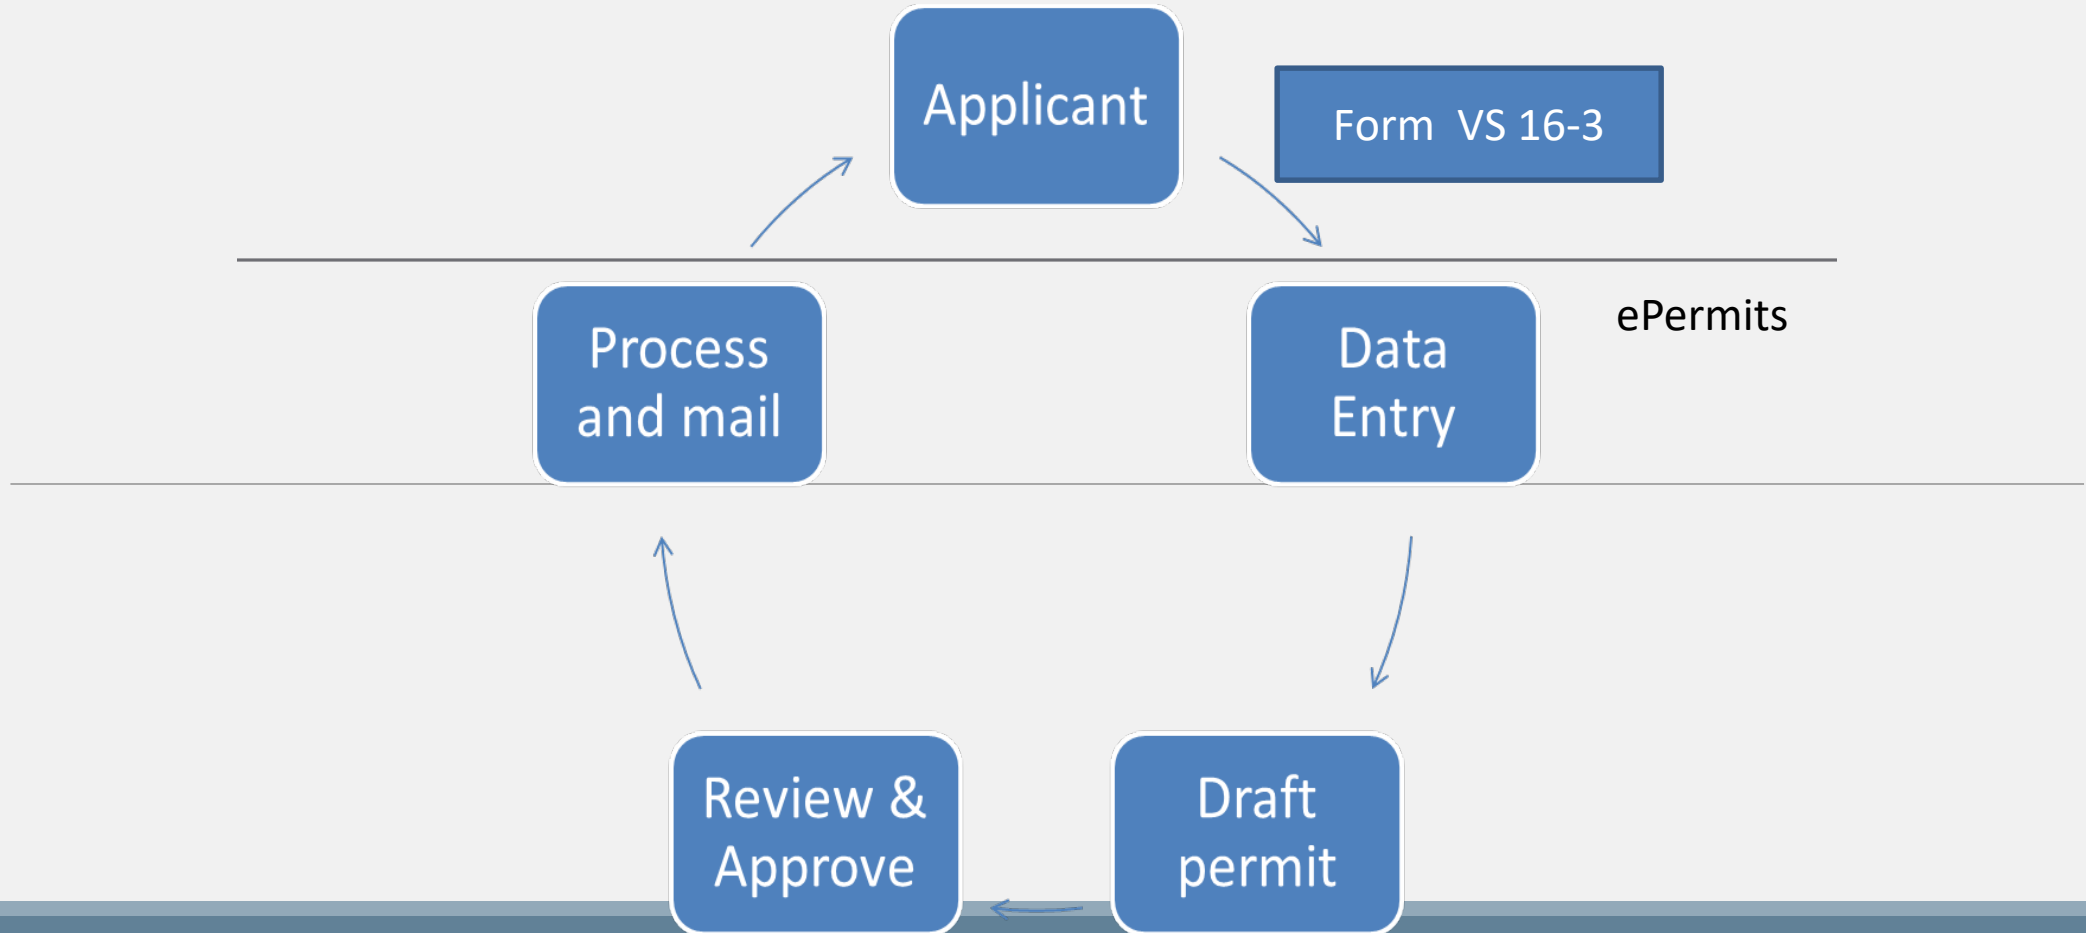 Applicant
Form VS 16-3
ePermits
Process
and mail
Data
Entry
Review &
Approve
Draft
permit